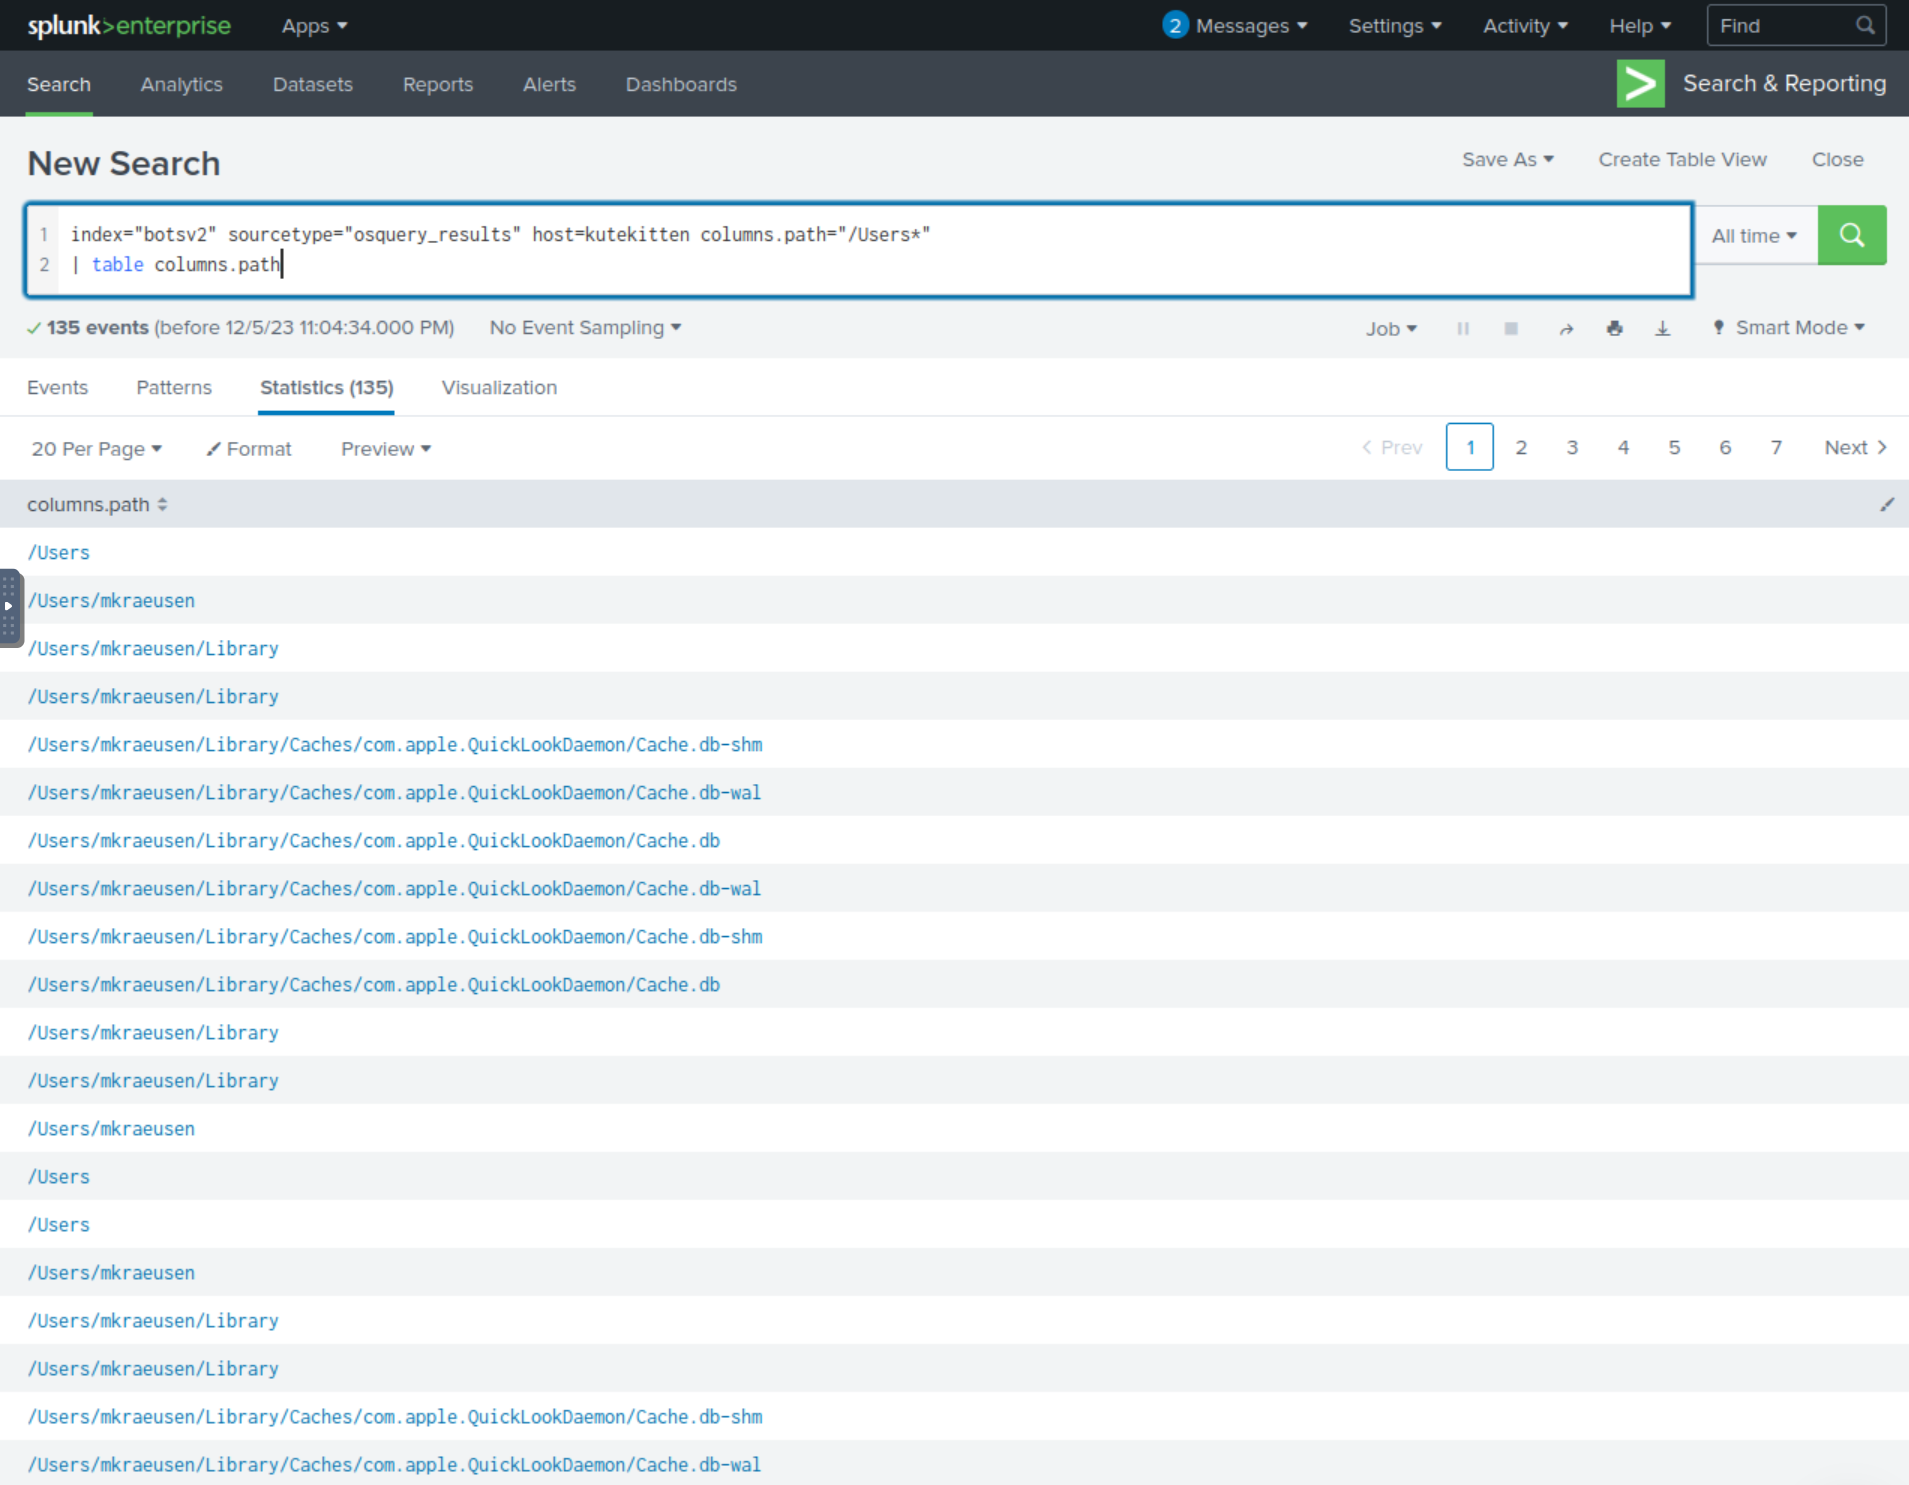 splunk>enterprise Apps 2 Messages Settings Activity Help Find
Search Analytics Datasets Reports Alerts Dashboards Search & Reporting
New Search Save As Create Table View Close
1 index="botsv2" sourcetype="osquery_results" host=kutekitten columns.path="/Users*"
2 | table columns.path
All time
135 events (before 12/5/23 11:04:34.000 PM) No Event Sampling Job Smart Mode
Events Patterns Statistics (135) Visualization
20 Per Page Format Preview < Prev 1 2 3 4 5 6 7 Next >
columns.path
/Users
/Users/mkraeusen
/Users/mkraeusen/Library
/Users/mkraeusen/Library
/Users/mkraeusen/Library/Caches/com.apple.QuickLookDaemon/Cache.db-shm
/Users/mkraeusen/Library/Caches/com.apple.QuickLookDaemon/Cache.db-wal
/Users/mkraeusen/Library/Caches/com.apple.QuickLookDaemon/Cache.db
/Users/mkraeusen/Library/Caches/com.apple.QuickLookDaemon/Cache.db-wal
/Users/mkraeusen/Library/Caches/com.apple.QuickLookDaemon/Cache.db-shm
/Users/mkraeusen/Library/Caches/com.apple.QuickLookDaemon/Cache.db
/Users/mkraeusen/Library
/Users/mkraeusen/Library
/Users/mkraeusen
/Users
/Users
/Users/mkraeusen
/Users/mkraeusen/Library
/Users/mkraeusen/Library
/Users/mkraeusen/Library/Caches/com.apple.QuickLookDaemon/Cache.db-shm
/Users/mkraeusen/Library/Caches/com.apple.QuickLookDaemon/Cache.db-wal